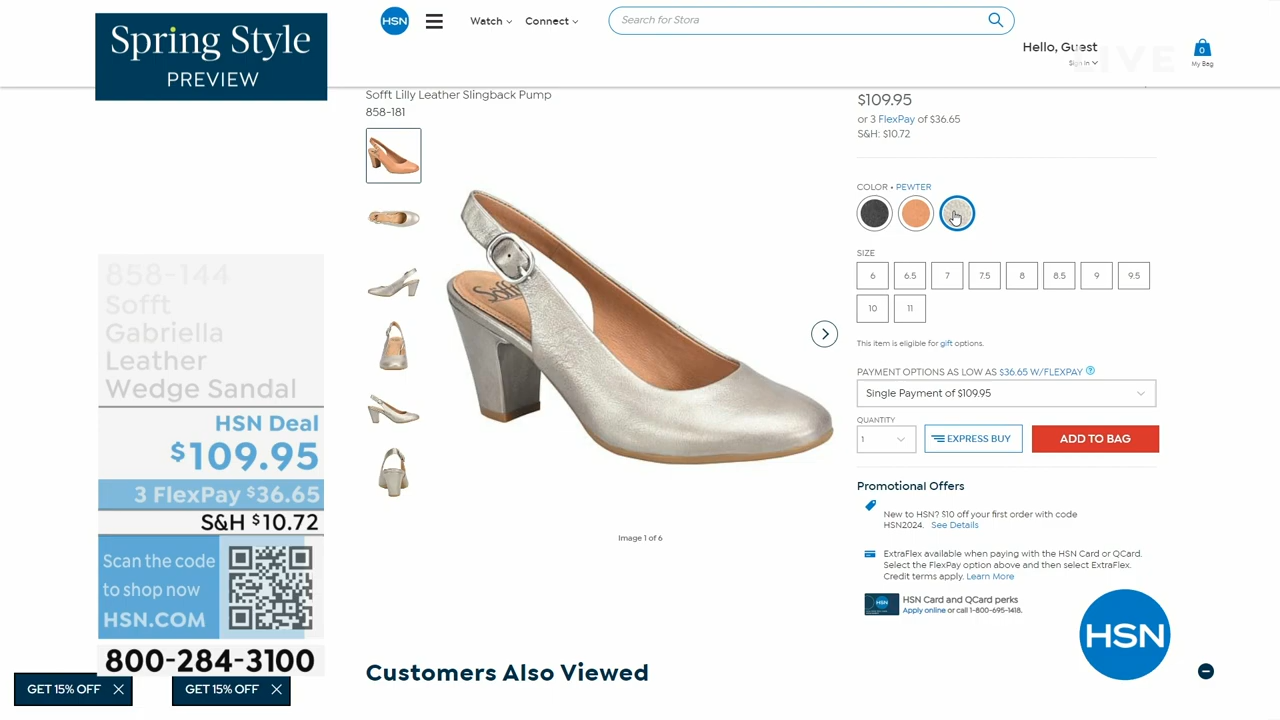 Spring Style
PREVIEW
HSN
Watch
Connect
Search for Stora
Hello, Guest
Sign In
LIVE
0
My Bag
Sofft Lilly Leather Slingback Pump
858-181
$109.95
or 3 FlexPay of $36.65
S&H: $10.72
COLOR • PEWTER
SIZE
6 6.5 7 7.5 8 8.5 9 9.5
10 11
This item is eligible for gift options.
PAYMENT OPTIONS AS LOW AS $36.65 W/FLEXPAY ?
Single Payment of $109.95
QUANTITY
1
EXPRESS BUY
ADD TO BAG
Promotional Offers
New to HSN? $10 off your first order with code
HSN2024. See Details
ExtraFlex available when paying with the HSN Card or QCard.
Select the FlexPay option above and then select ExtraFlex.
Credit terms apply. Learn More
HSN
HSN Card and QCard perks
Apply online or call 1-800-695-1418.
Söfft
Image 1 of 6
858-144
Sofft
Gabriella
Leather
Wedge Sandal
HSN Deal
$109.95
3 FlexPay $36.65
S&H $10.72
Scan the code
to shop now
HSN.COM
800-284-3100
GET 15% OFF
GET 15% OFF
Customers Also Viewed
HSN